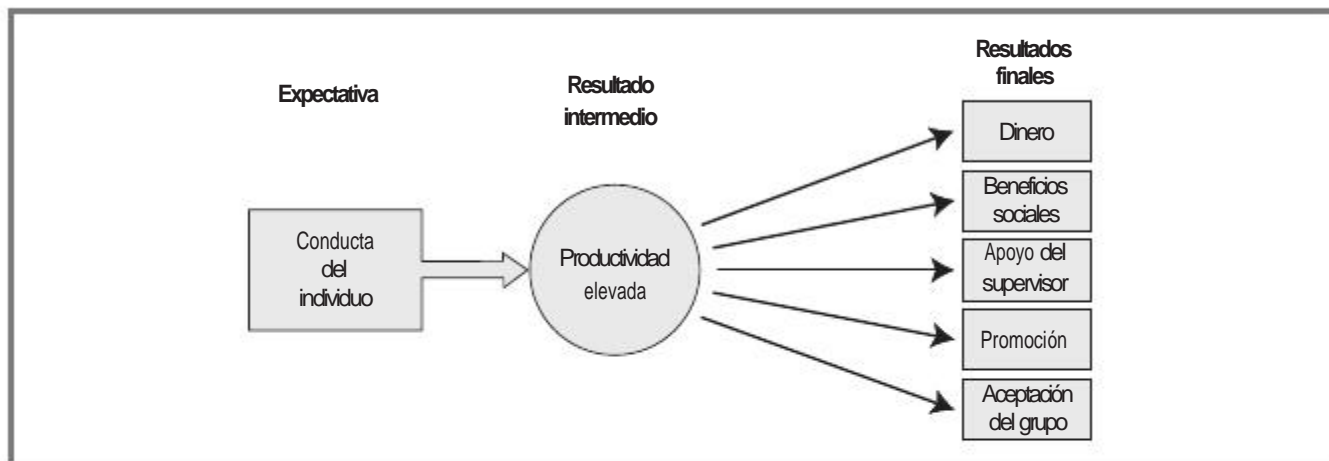 Expectativa
Resultado
intermedio
Resultados
finales
Conducta
del
individuo
Productividad
elevada
Dinero
Beneficios
sociales
Apoyo del
supervisor
Promoción
Aceptación
del grupo